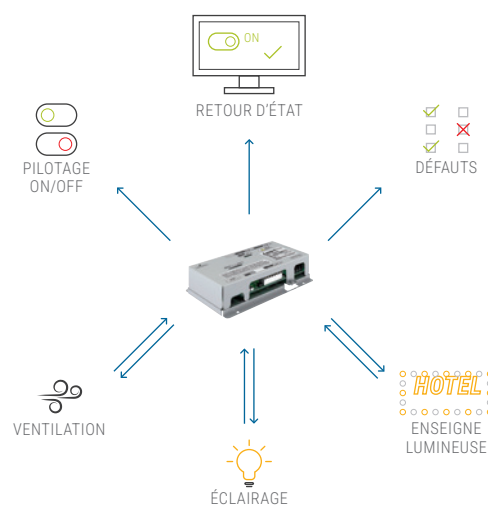 ON
RETOUR D'ÉTAT
PILOTAGE
ON/OFF
DÉFAUTS
VENTILATION
HOTEL
ENSEIGNE
LUMINEUSE
ÉCLAIRAGE